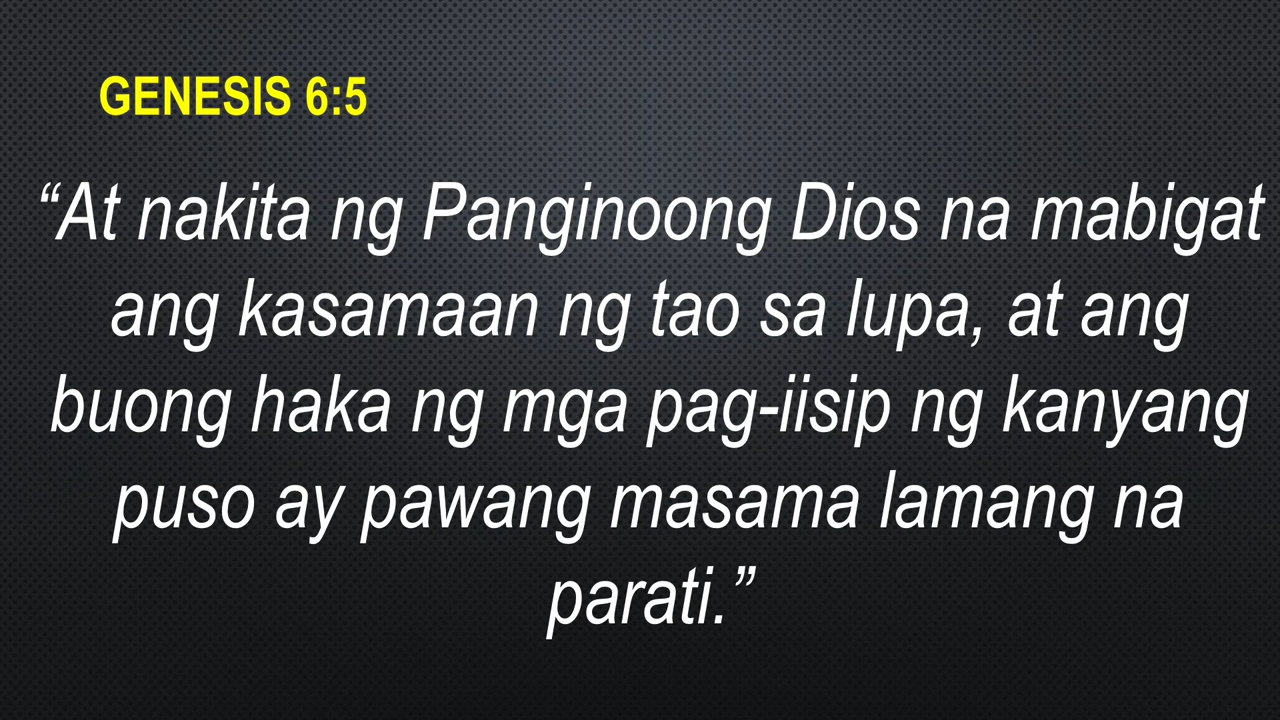 GENESIS 6:5
“At nakita ng Panginoong Dios na mabigat
ang kasamaan ng tao sa lupa, at ang
buong haka ng mga pag-iisip ng kanyang
puso ay pawang masama lamang na
parati.”